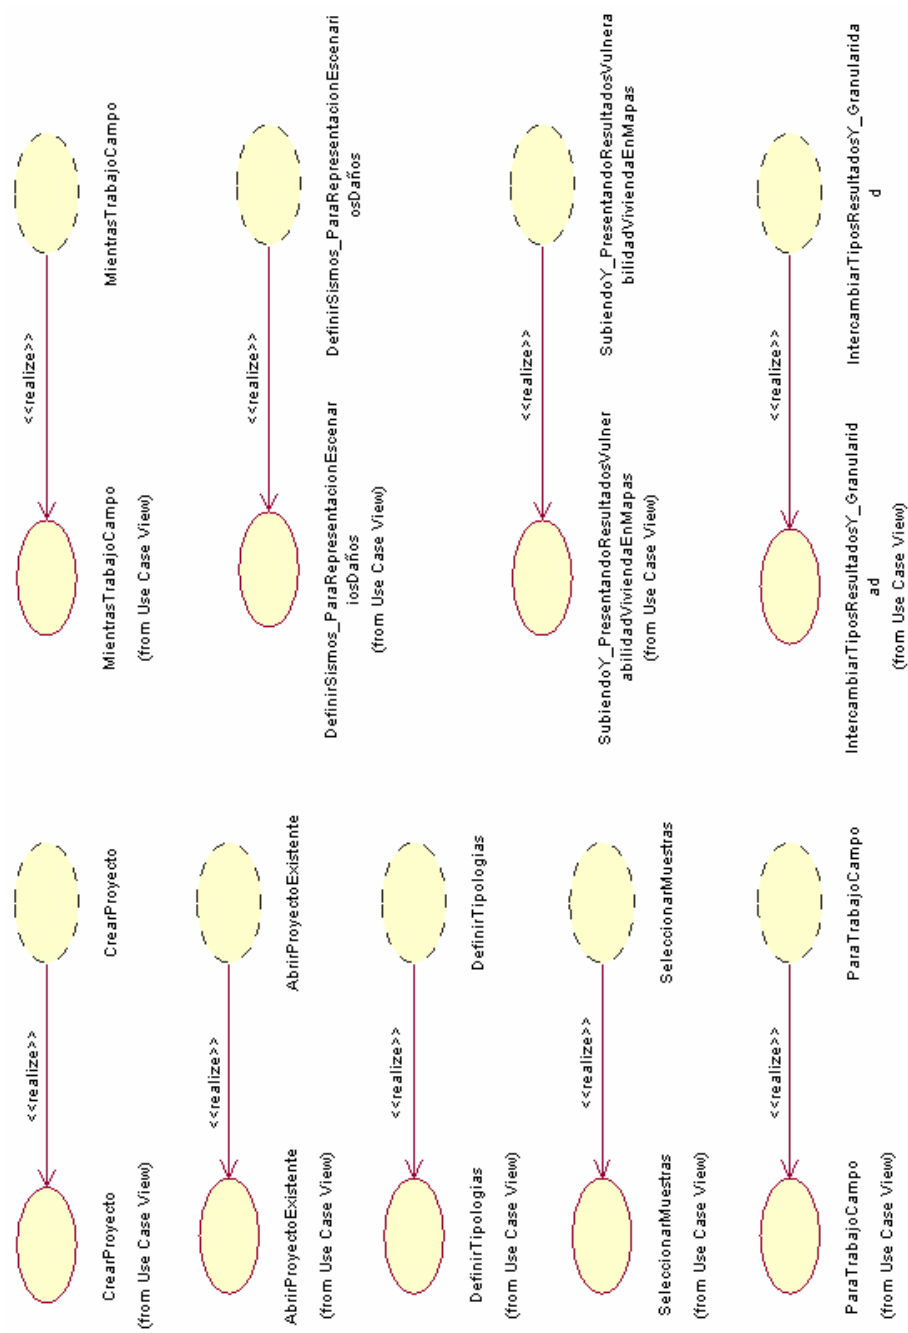 <<realize>>
CrearProyecto
(from Use Case View)
CrearProyecto
<<realize>>
MientrasTrabajoCampo
(from Use Case View)
MientrasTrabajoCampo
<<realize>>
AbrirProyectoExistente
(from Use Case View)
AbrirProyectoExistente
<<realize>>
DefinirSismos_ParaRepresentacionEscenar
iosDaños
(from Use Case View)
DefinirSismos_ParaRepresentacionEscenari
osDaños
<<realize>>
DefinirTipologias
(from Use Case View)
DefinirTipologias
<<realize>>
SubiendoY_PresentandoResultadosVulner
abilidadViviendaEnMapas
(from Use Case View)
SubiendoY_PresentandoResultadosVulnera
bilidadViviendaEnMapas
<<realize>>
SeleccionarMuestras
(from Use Case View)
SeleccionarMuestras
<<realize>>
IntercambiarTiposResultadosY_Granularid
ad
(from Use Case View)
IntercambiarTiposResultadosY_Granularida
d
<<realize>>
ParaTrabajoCampo
(from Use Case View)
ParaTrabajoCampo